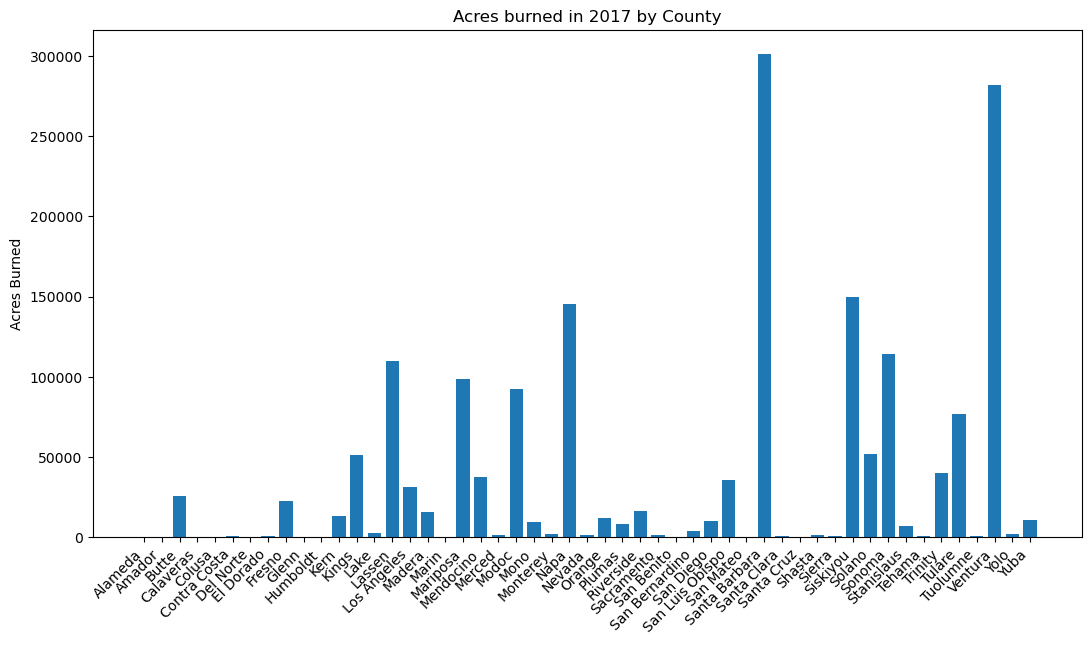 Acres burned in 2017 by County
Acres Burned
300000
250000
200000
150000
100000
50000
0
Alameda
Amador
Butte
Calaveras
Colusa
Contra Costa
Del Norte
El Dorado
Fresno
Glenn
Humboldt
Kern
Kings
Lake
Lassen
Los Angeles
Madera
Marin
Mariposa
Mendocino
Merced
Modoc
Mono
Monterey
Napa
Nevada
Orange
Plumas
Riverside
Sacramento
San Benito
San Bernardino
San Diego
San Luis Obispo
San Mateo
Santa Barbara
Santa Clara
Santa Cruz
Shasta
Sierra
Siskiyou
Solano
Sonoma
Stanislaus
Tehama
Trinity
Tulare
Tuolumne
Ventura
Yolo
Yuba